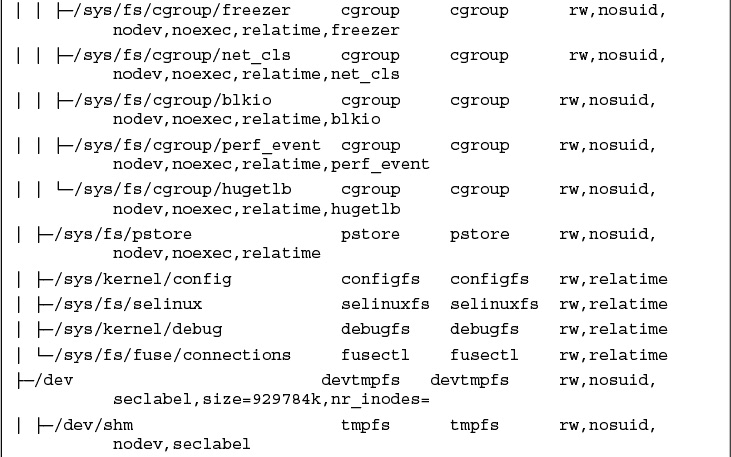 │ │ ├─/sys/fs/cgroup/freezer     cgroup     cgroup      rw,nosuid,
          nodev,noexec,relatime,freezer
│ │ ├─/sys/fs/cgroup/net_cls     cgroup     cgroup      rw,nosuid,
          nodev,noexec,relatime,net_cls
│ │ ├─/sys/fs/cgroup/blkio       cgroup     cgroup     rw,nosuid,
          nodev,noexec,relatime,blkio
│ │ ├─/sys/fs/cgroup/perf_event  cgroup     cgroup     rw,nosuid,
          nodev,noexec,relatime,perf_event
│ │ └─/sys/fs/cgroup/hugetlb     cgroup     cgroup     rw,nosuid,
          nodev,noexec,relatime,hugetlb
│ ├─/sys/fs/pstore               pstore     pstore     rw,nosuid,
          nodev,noexec,relatime
│ ├─/sys/kernel/config           configfs   configfs   rw,relatime
│ ├─/sys/fs/selinux              selinuxfs  selinuxfs  rw,relatime
│ ├─/sys/kernel/debug            debugfs    debugfs    rw,relatime
│ └─/sys/fs/fuse/connections     fusectl    fusectl    rw,relatime
├─/dev                         devtmpfs   devtmpfs     rw,nosuid,
          seclabel,size=929784k,nr_inodes=
│ ├─/dev/shm                     tmpfs      tmpfs      rw,nosuid,
          nodev,seclabel